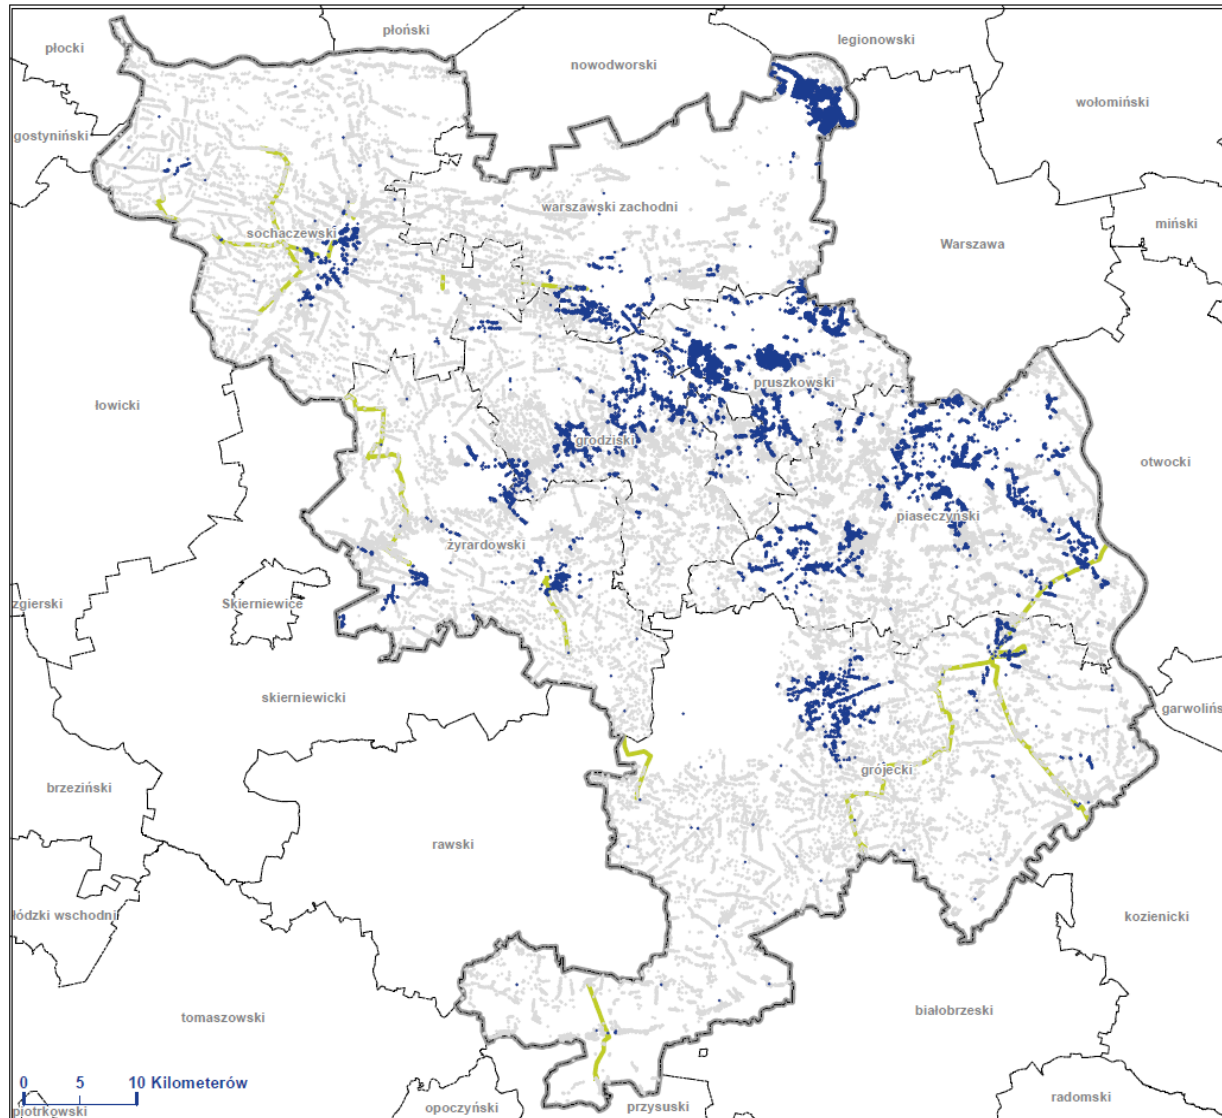 płoński
płocki
legionowski
nowodworski
wołomiński
gostyniński
warszawski zachodni
miński
sochaczewski
Warszawa
łowicki
pruszkowski
grodziski
otwocki
piaseczyński
żyrardowski
zgierski
Skierniewice
skierniewicki
garwolińs
grójecki
brzeziński
rawski
łódzki wschodni
kozienicki
białobrzeski
tomaszowski
0 5 10 Kilometerów
radomski
przysuski
opoczyński
piotrkowski